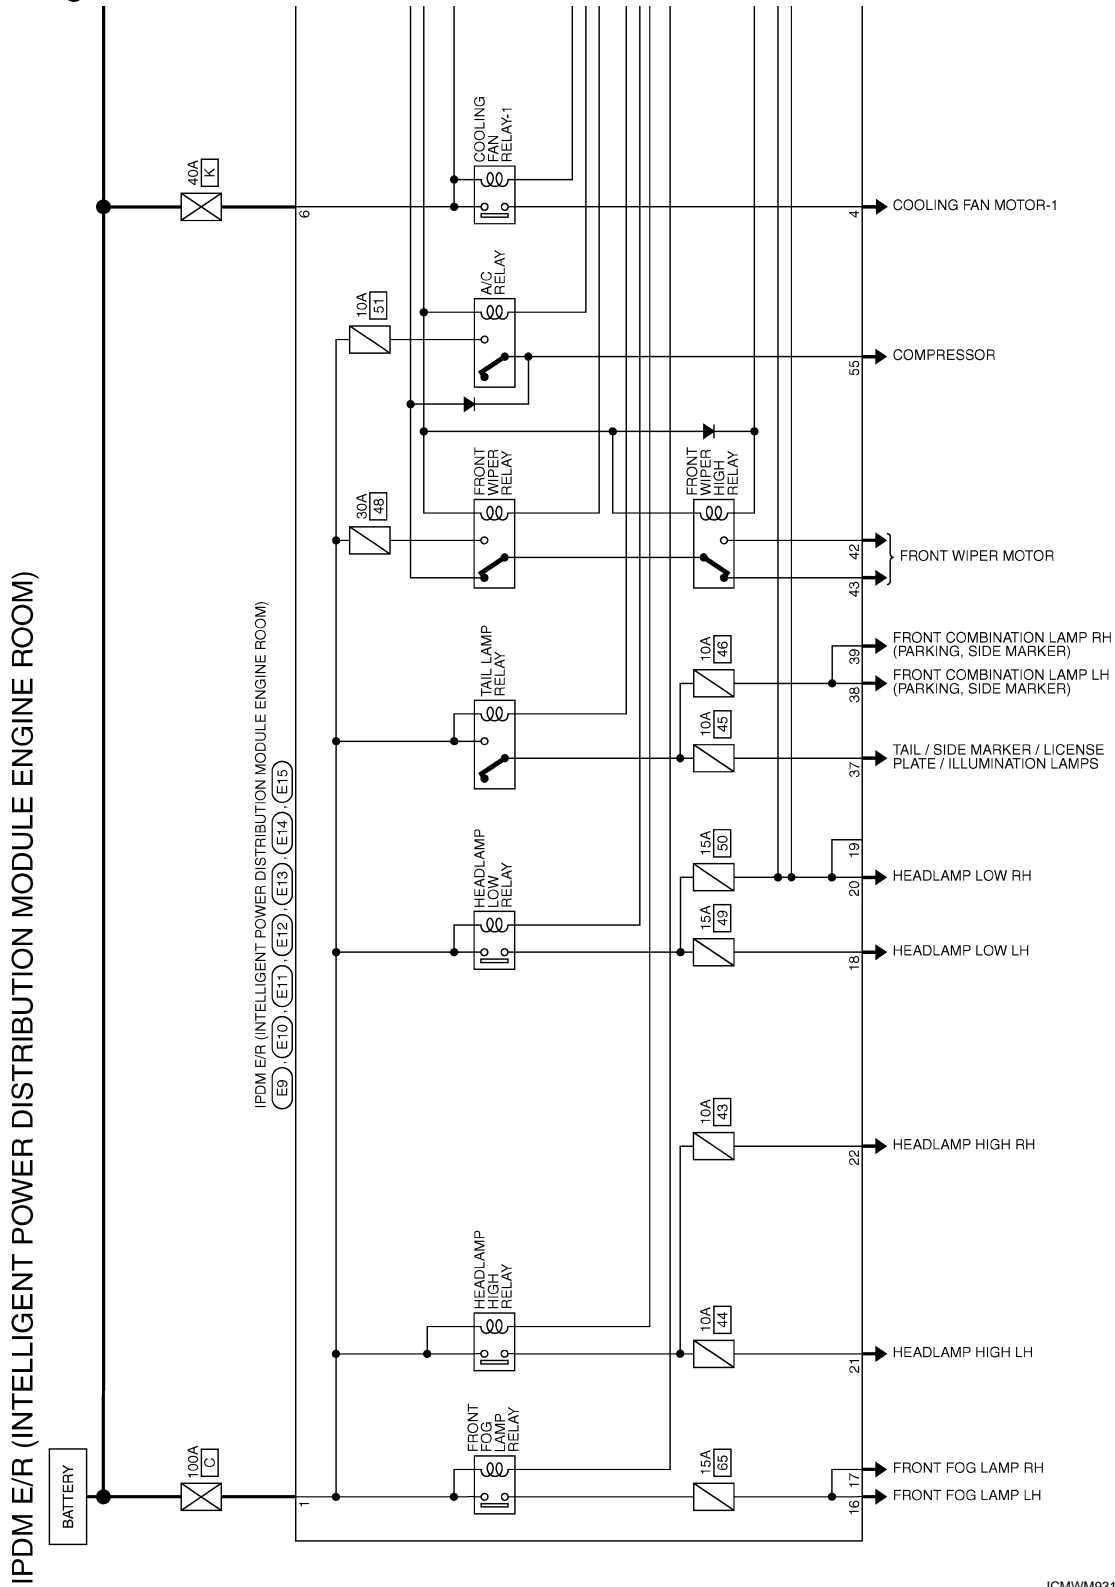 IPDM E/R (INTELLIGENT POWER DISTRIBUTION MODULE ENGINE ROOM)
BATTERY
40A
K
100A
C
IPDM E/R (INTELLIGENT POWER DISTRIBUTION MODULE ENGINE ROOM)
E9 , E10 , E11 , E12 , E13 , E14 , E15
6
1
COOLING
FAN
RELAY-1
4
COOLING FAN MOTOR-1
10A
51
A/C
RELAY
55
COMPRESSOR
30A
48
FRONT
WIPER
RELAY
FRONT
WIPER
HIGH
RELAY
42
43
FRONT WIPER MOTOR
TAIL LAMP
RELAY
10A
46
39
FRONT COMBINATION LAMP RH
(PARKING, SIDE MARKER)
38
FRONT COMBINATION LAMP LH
(PARKING, SIDE MARKER)
10A
45
37
TAIL / SIDE MARKER / LICENSE
PLATE / ILLUMINATION LAMPS
HEADLAMP
LOW
RELAY
15A
50
19
20
HEADLAMP LOW RH
15A
49
18
HEADLAMP LOW LH
10A
43
22
HEADLAMP HIGH RH
HEADLAMP
HIGH
RELAY
10A
44
21
HEADLAMP HIGH LH
FRONT
FOG
LAMP
RELAY
15A
65
17
FRONT FOG LAMP RH
16
FRONT FOG LAMP LH